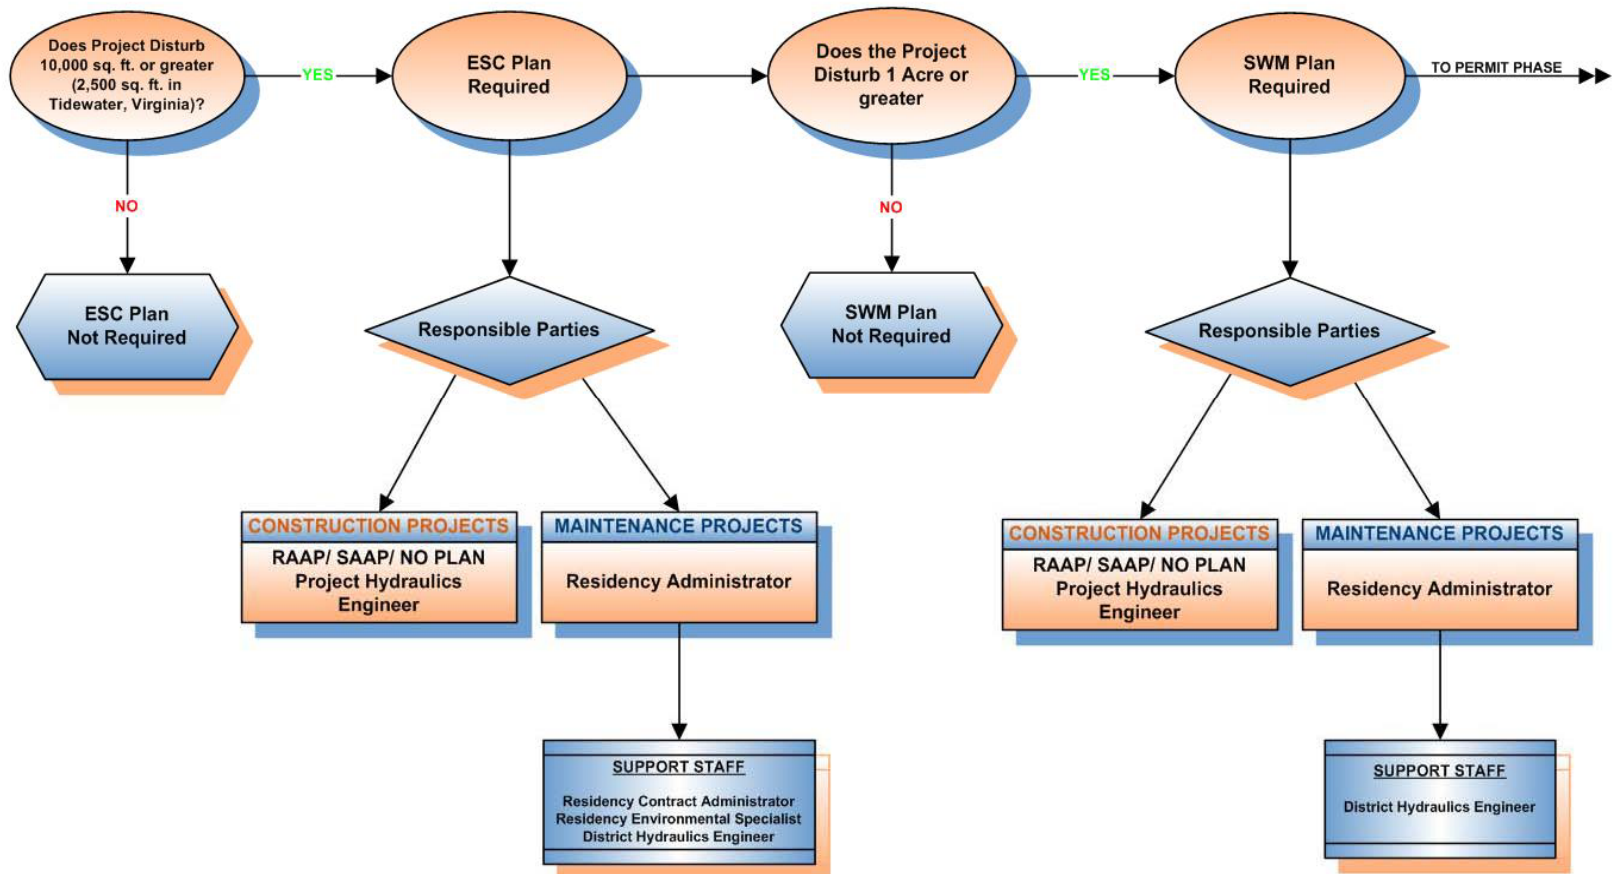 Does Project Disturb
10,000 sq. ft. or greater
(2,500 sq. ft. in
Tidewater, Virginia)?
YES
ESC Plan
Required
Does the Project
Disturb 1 Acre or
greater
YES
SWM Plan
Required
TO PERMIT PHASE
NO
NO
ESC Plan
Not Required
Responsible Parties
SWM Plan
Not Required
Responsible Parties
CONSTRUCTION PROJECTS
RAAP/ SAAP/ NO PLAN
Project Hydraulics
Engineer
MAINTENANCE PROJECTS
Residency Administrator
CONSTRUCTION PROJECTS
RAAP/ SAAP/ NO PLAN
Project Hydraulics
Engineer
MAINTENANCE PROJECTS
Residency Administrator
SUPPORT STAFF
Residency Contract Administrator
Residency Environmental Specialist
District Hydraulics Engineer
SUPPORT STAFF
District Hydraulics Engineer